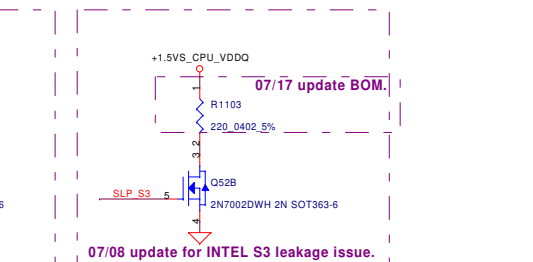 +1.5VS_CPU_VDDQ
07/17 update BOM.
1
R1103
220_0402_5%
2
3
Q52B
SLP_S3
5
2N7002DWH 2N SOT363-6
6
4
07/08 update for INTEL S3 leakage issue.